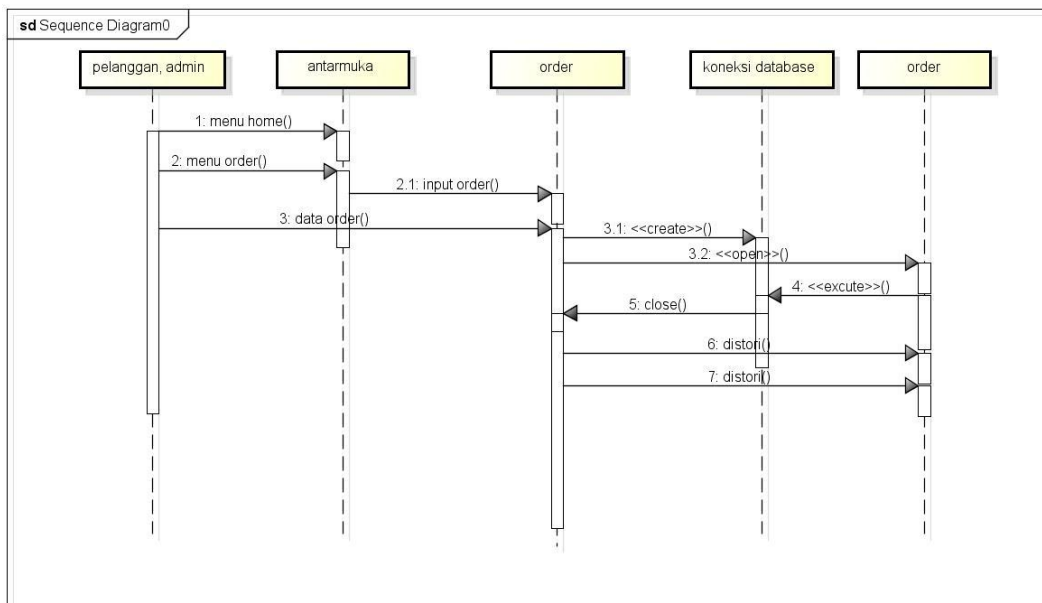 sd Sequence Diagram0
pelanggan, admin
antarmuka
order
koneksi database
order
1: menu home()
2: menu order()
2.1: input order()
3: data order()
3.1: <<create>>()
3.2: <<open>>()
4: <<excute>>()
5: close()
6: distori()
7: distori()